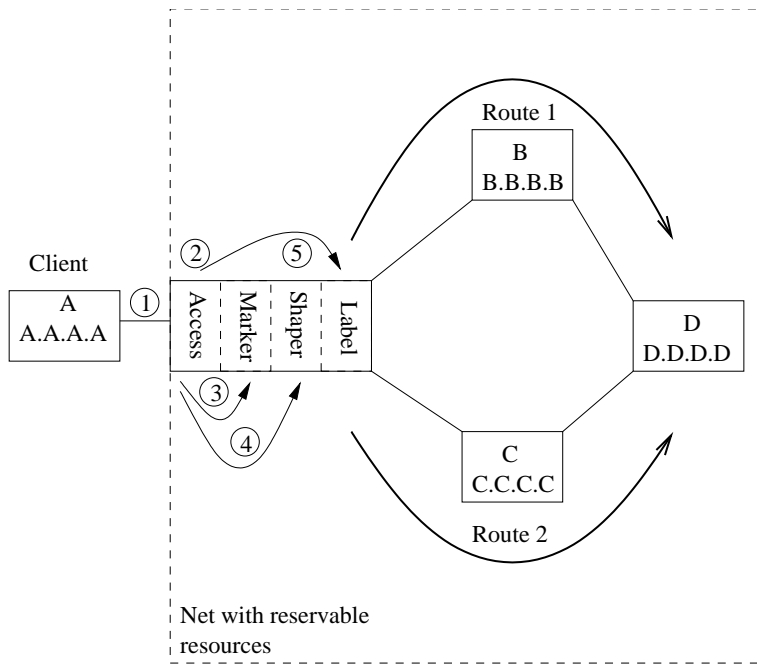 Route 1
B
B.B.B.B
2
5
Client
1
A
A.A.A.A
Access
Marker
Shaper
Label
D
D.D.D.D
3
4
C
C.C.C.C
Route 2
Net with reservable
resources